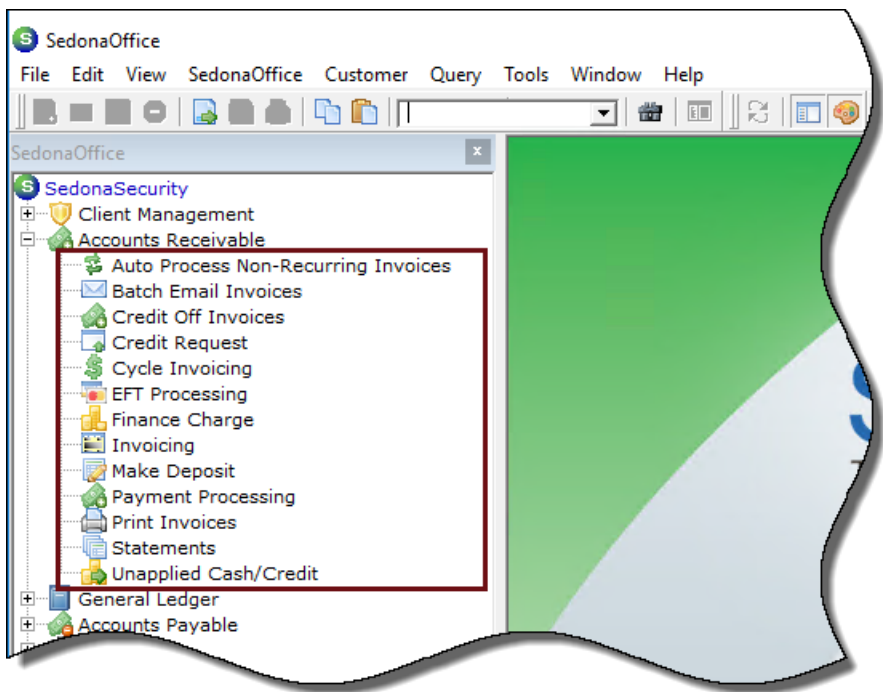 S SedonaOffice
File Edit View SedonaOffice Customer Query Tools Window Help
SedonaOffice x
S SedonaSecurity
Client Management
Accounts Receivable
Auto Process Non-Recurring Invoices
Batch Email Invoices
Credit Off Invoices
Credit Request
Cycle Invoicing
EFT Processing
Finance Charge
Invoicing
Make Deposit
Payment Processing
Print Invoices
Statements
Unapplied Cash/Credit
General Ledger
Accounts Payable